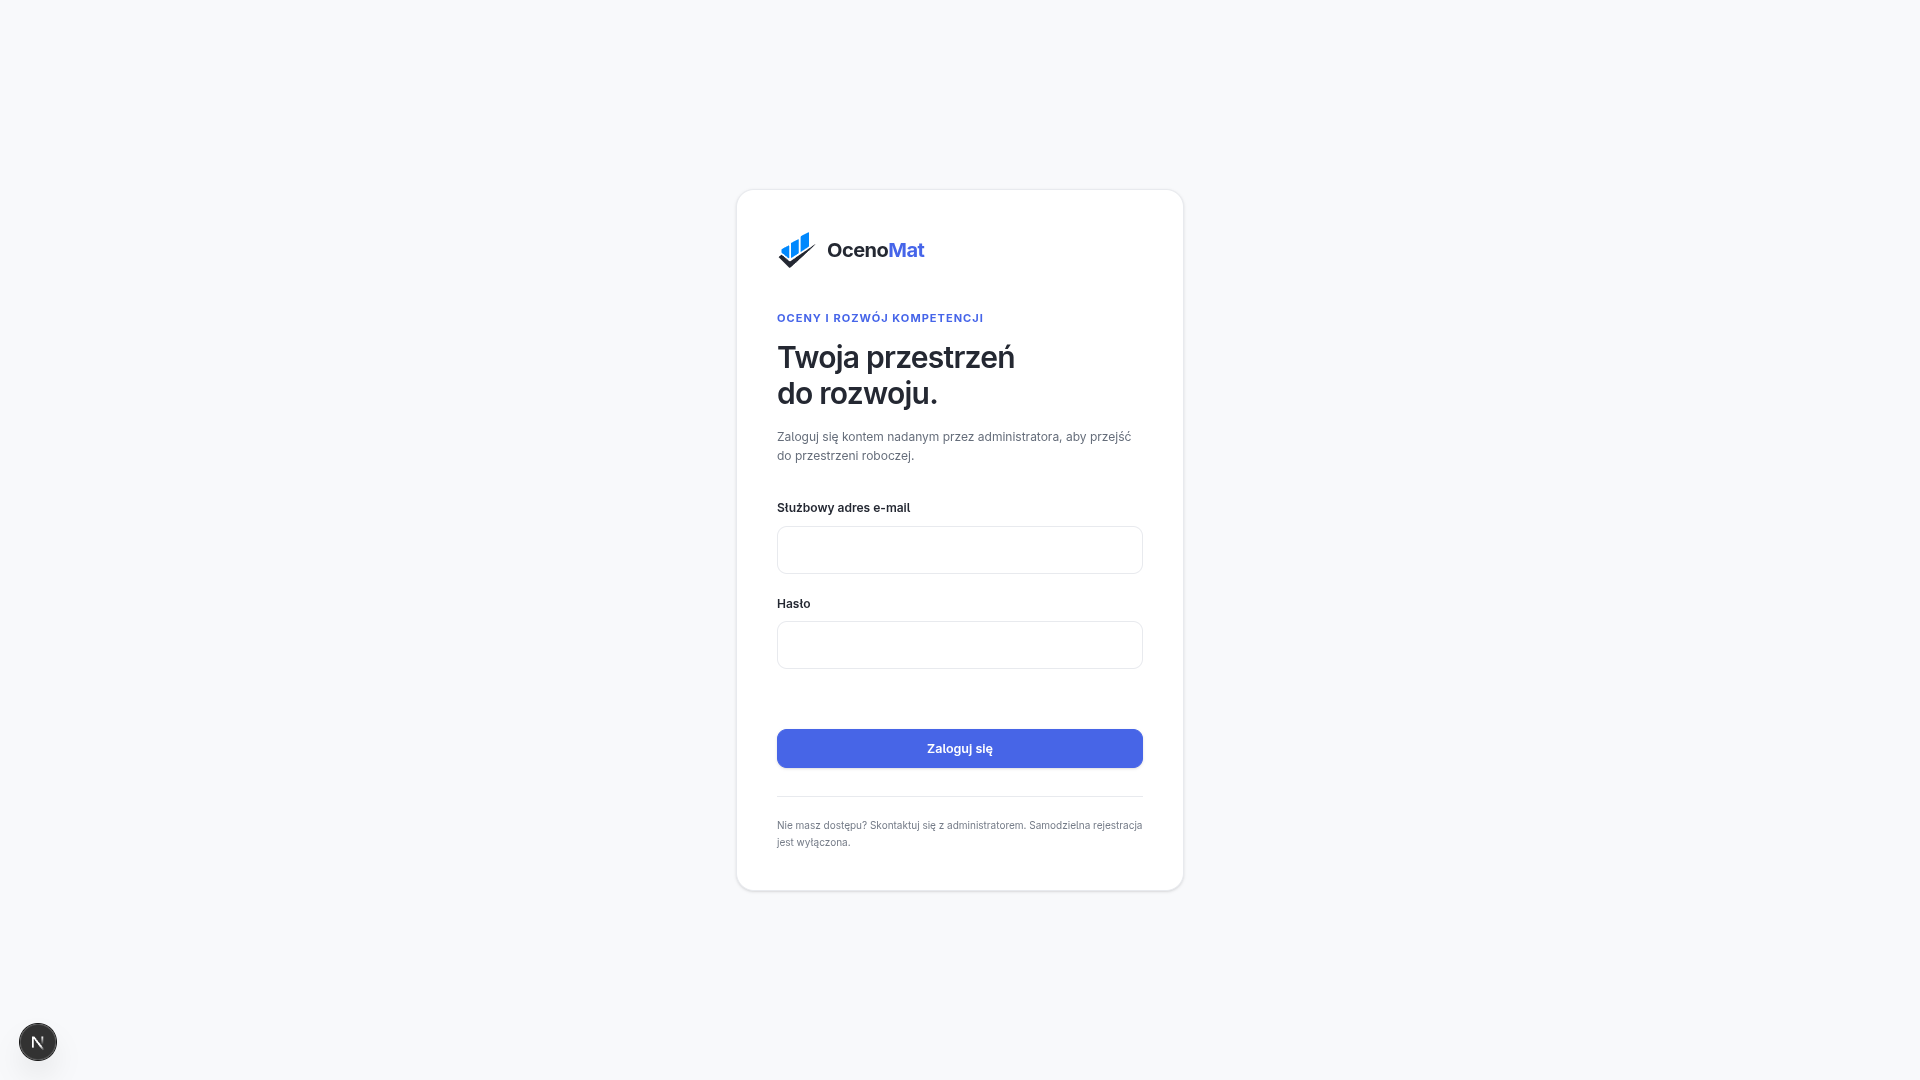 OcenoMat
OCENY I ROZWÓJ KOMPETENCJI
Twoja przestrzeń
do rozwoju.
Zaloguj się kontem nadanym przez administratora, aby przejść
do przestrzeni roboczej.
Służbowy adres e-mail
Hasło
Zaloguj się
Nie masz dostępu? Skontaktuj się z administratorem. Samodzielna rejestracja
jest wyłączona.
N